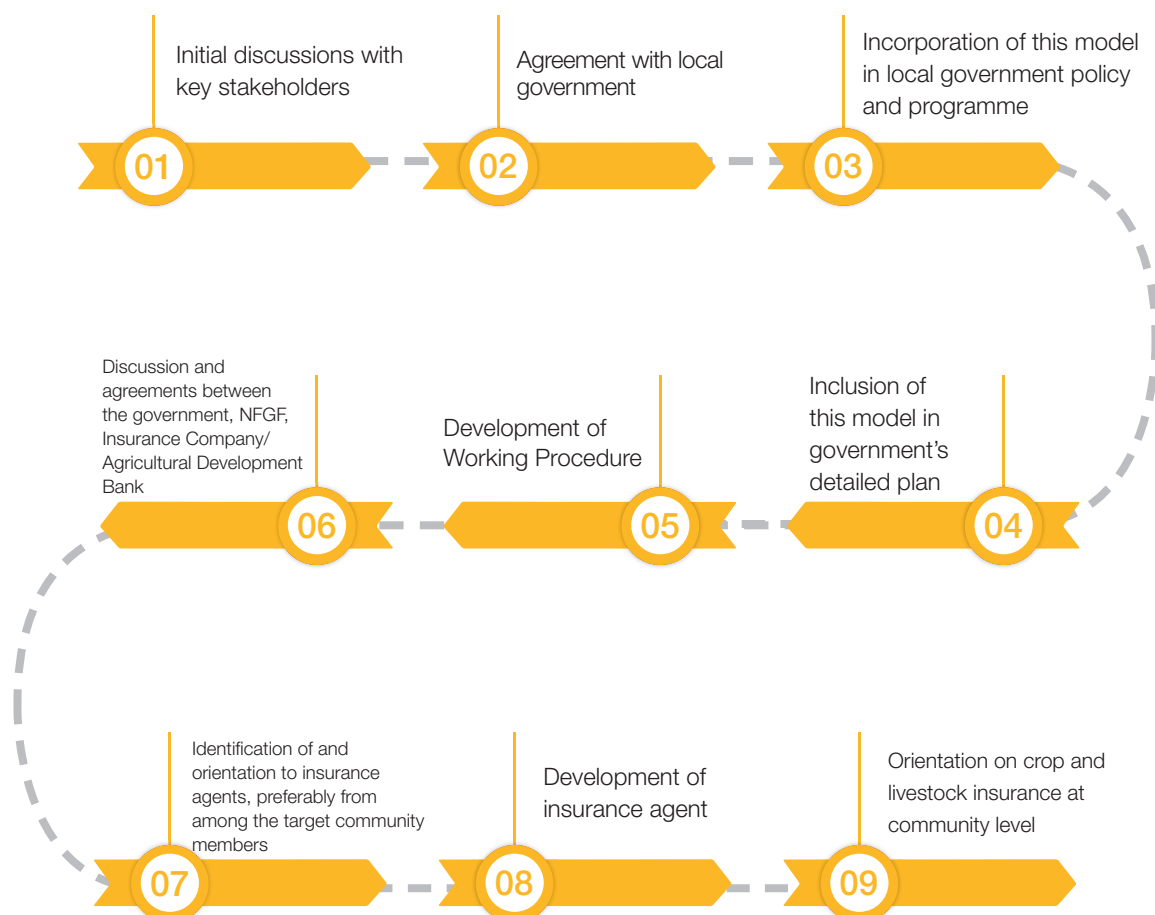 Initial discussions with
key stakeholders
01
Agreement with local
government
02
Incorporation of this model
in local government policy
and programme
03
Inclusion of
this model in
government’s
detailed plan
04
Development of
Working Procedure
05
Discussion and
agreements between
the government, NFGF,
Insurance Company/
Agricultural Development
Bank
06
Identification of and
orientation to insurance
agents, preferably from
among the target community
members
07
Development of
insurance agent
08
Orientation on crop and
livestock insurance at
community level
09